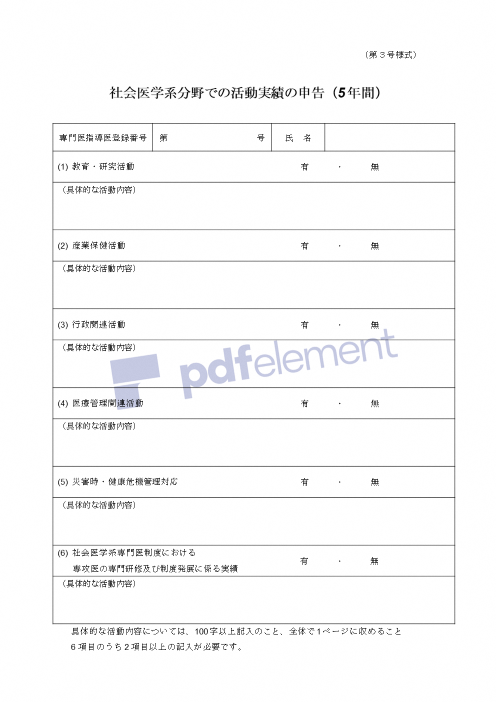 （第３号様式）
社会医学系分野での活動実績の申告（5年間）
専門医指導医登録番号 第 号 氏 名
(1) 教育・研究活動 有 ・ 無
（具体的な活動内容）
(2) 産業保健活動 有 ・ 無
（具体的な活動内容）
(3) 行政関連活動 有 ・ 無
（具体的な活動内容）
pdfelement
(4) 医療管理関連活動 有 ・ 無
（具体的な活動内容）
(5) 災害時・健康危機管理対応 有 ・ 無
（具体的な活動内容）
(6) 社会医学系専門医制度における
専攻医の専門研修及び制度発展に係る実績 有 ・ 無
（具体的な活動内容）
具体的な活動内容については、100字以上記入のこと、全体で1ページに収めること
６項目のうち２項目以上の記入が必要です。